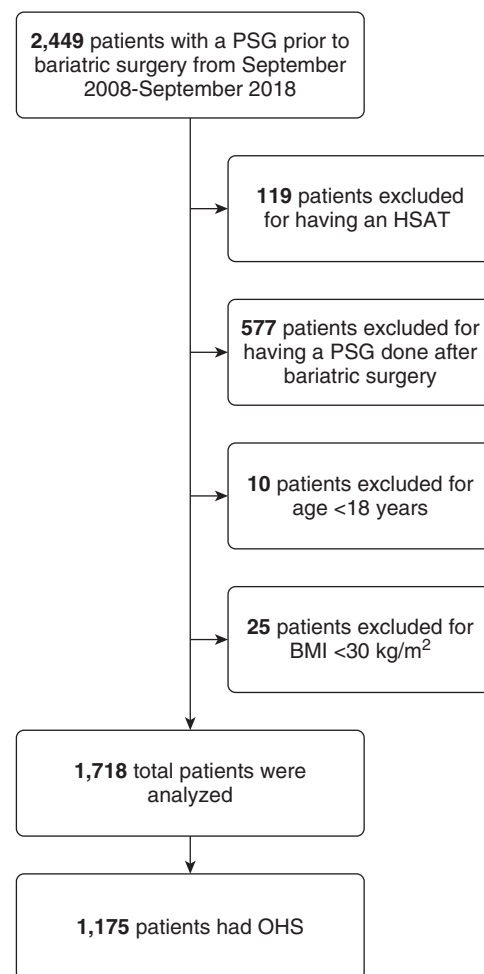 2,449 patients with a PSG prior to
bariatric surgery from September
2008-September 2018
119 patients excluded
for having an HSAT
577 patients excluded for
having a PSG done after
bariatric surgery
10 patients excluded for
age <18 years
25 patients excluded for
BMI <30 kg/m²
1,718 total patients were
analyzed
1,175 patients had OHS